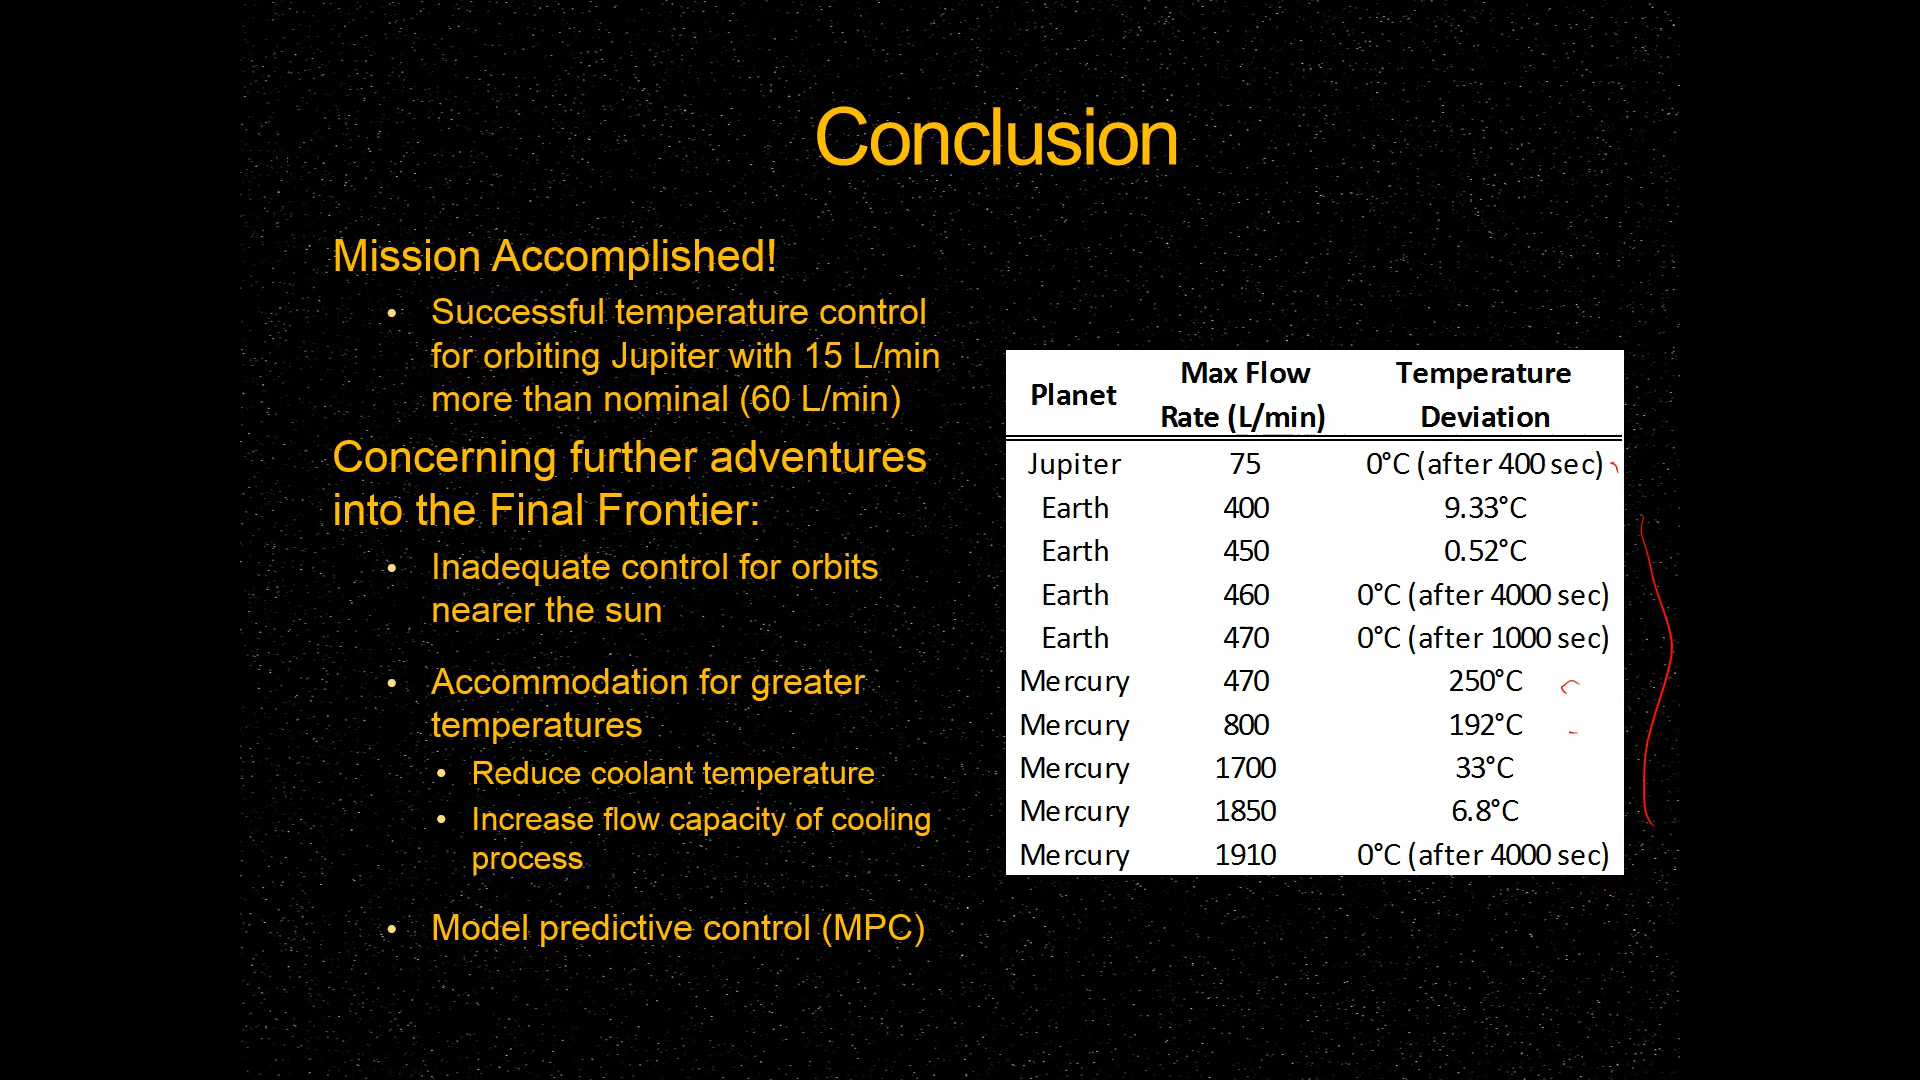 Conclusion
Mission Accomplished!
• Successful temperature control
for orbiting Jupiter with 15 L/min
more than nominal (60 L/min)
Concerning further adventures
into the Final Frontier:
• Inadequate control for orbits
nearer the sun
• Accommodation for greater
temperatures
• Reduce coolant temperature
• Increase flow capacity of cooling
process
• Model predictive control (MPC)
Planet Max Flow Rate (L/min) Temperature Deviation
Jupiter 75 0°C (after 400 sec)
Earth 400 9.33°C
Earth 450 0.52°C
Earth 460 0°C (after 4000 sec)
Earth 470 0°C (after 1000 sec)
Mercury 470 250°C
Mercury 800 192°C
Mercury 1700 33°C
Mercury 1850 6.8°C
Mercury 1910 0°C (after 4000 sec)